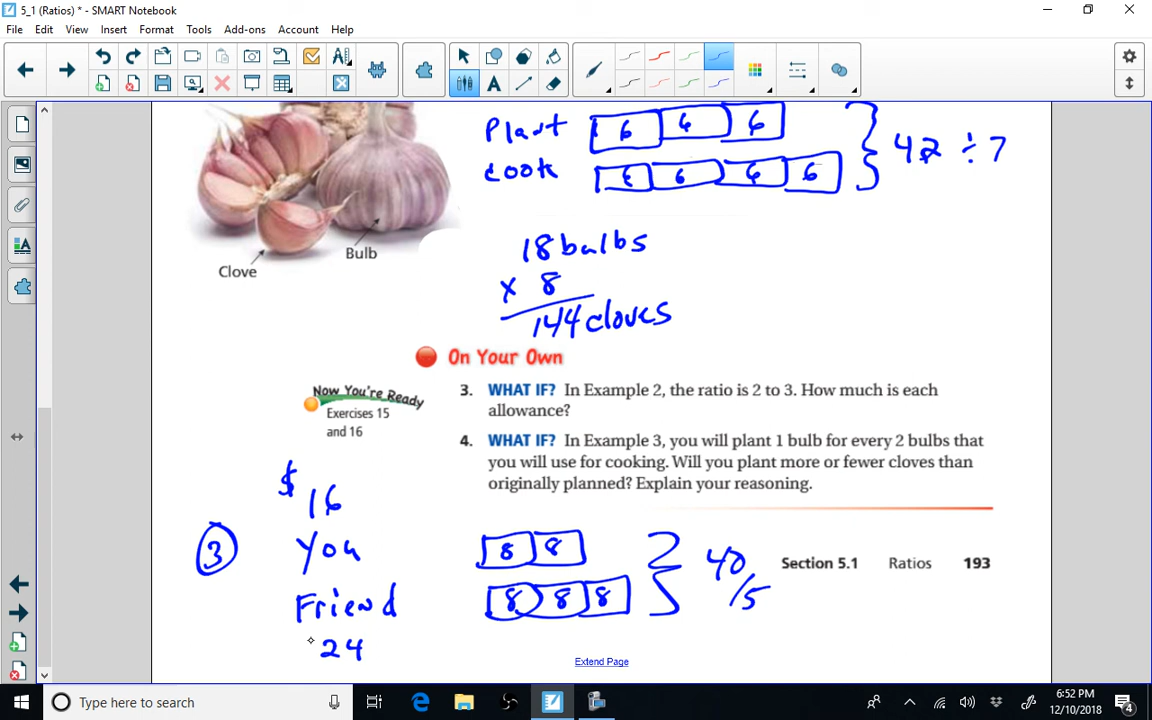 5_1 (Ratios) * - SMART Notebook
File Edit View Insert Format Tools Add-ons Account Help
Plant 6 6 6
Cook 6 6 6 6
42 ÷ 7
Clove
Bulb
18 bulbs
x 8
144 cloves
On Your Own
Now You're Ready
Exercises 15
and 16
3. WHAT IF? In Example 2, the ratio is 2 to 3. How much is each
allowance?
4. WHAT IF? In Example 3, you will plant 1 bulb for every 2 bulbs that
you will use for cooking. Will you plant more or fewer cloves than
originally planned? Explain your reasoning.
$16
3 You 8 8
Friend 8 8 8
40/5
24
Section 5.1 Ratios 193
Extend Page
Type here to search
6:52 PM
12/10/2018
4